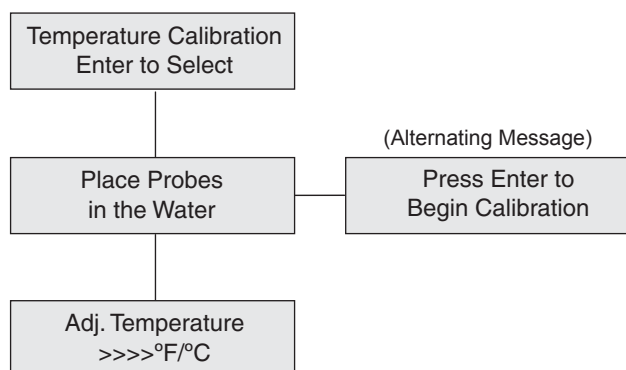 Temperature Calibration
Enter to Select
(Alternating Message)
Place Probes
in the Water
Press Enter to
Begin Calibration
Adj. Temperature
>>>>ºF/ºC